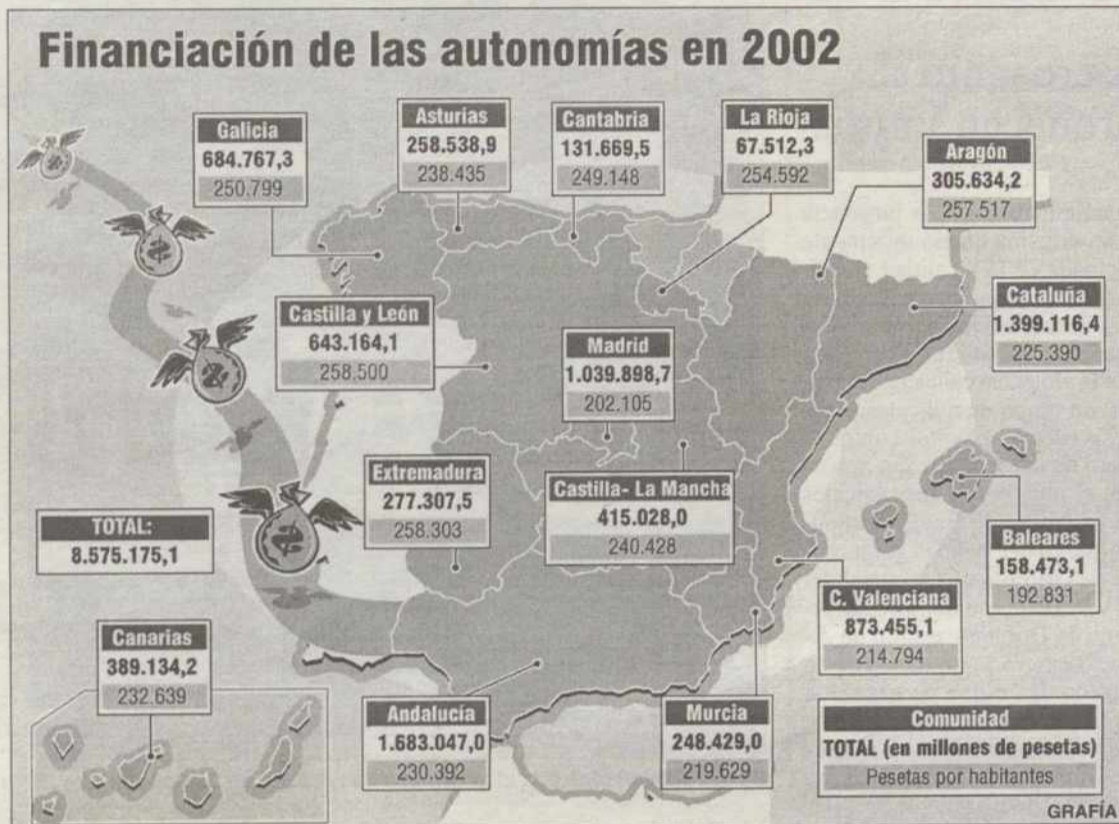 Financiación de las autonomías en 2002
Galicia
684.767,3
250.799
Asturias
258.538,9
238.435
Cantabria
131.669,5
249.148
La Rioja
67.512,3
254.592
Aragón
305.634,2
257.517
Cataluña
1.399.116,4
225.390
Castilla y León
643.164,1
258.500
Madrid
1.039.898,7
202.105
Extremadura
277.307,5
258.303
Castilla- La Mancha
415.028,0
240.428
TOTAL:
8.575.175,1
Baleares
158.473,1
192.831
C. Valenciana
873.455,1
214.794
Canarias
389.134,2
232.639
Andalucía
1.683.047,0
230.392
Murcia
248.429,0
219.629
Comunidad
TOTAL (en millones de pesetas)
Pesetas por habitantes
GRAFÍA